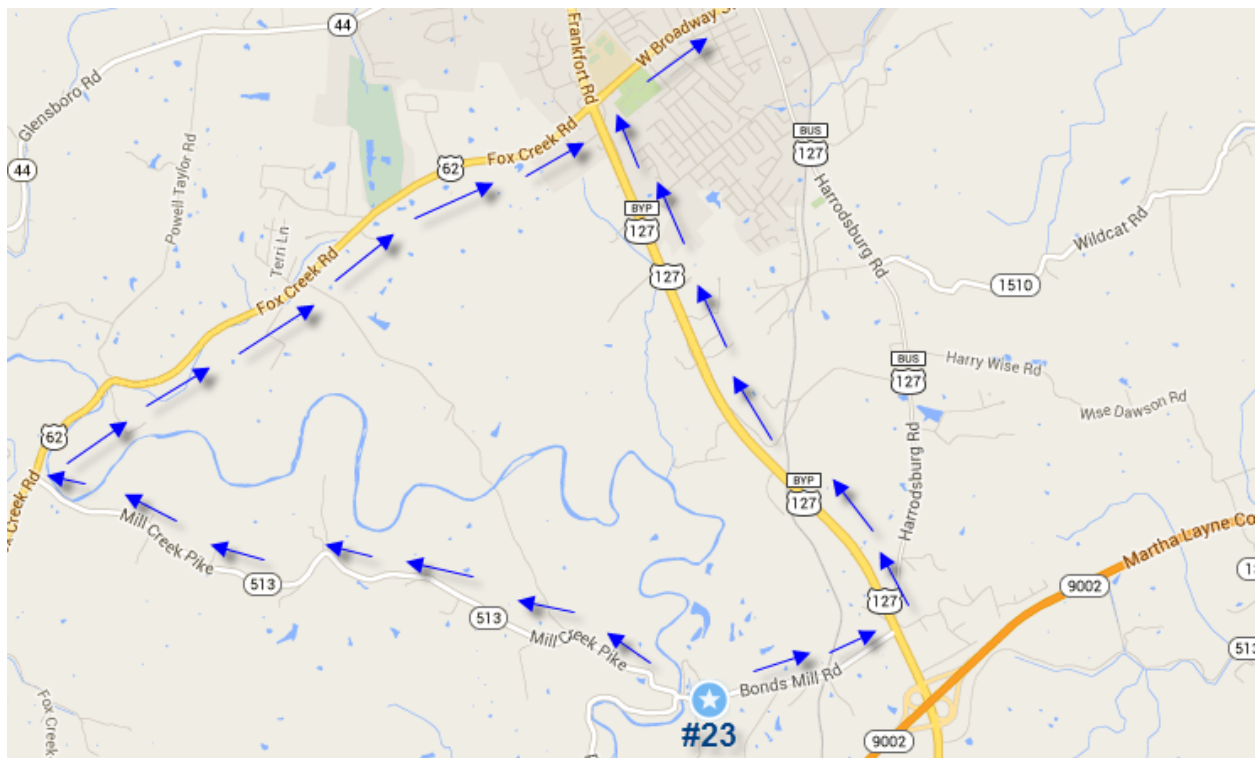 44
Glensboro Rd
44
Powell Taylor Rd
Terri Ln
62
Fox Creek Rd
Frankfort Rd
W Broadway S
BUS
127
Harrodsburg Rd
Wildcat Rd
1510
BYP
127
127
Fox Creek Rd
BUS
127
Harry Wise Rd
Wise Dawson Rd
62
Creek Rd
Mill Creek Pike
513
BYP
127
Harrodsburg Rd
Martha Layne Co
9002
127
513
Mill Creek Pike
Bonds Mill Rd
#23
9002
513
Fox Creek